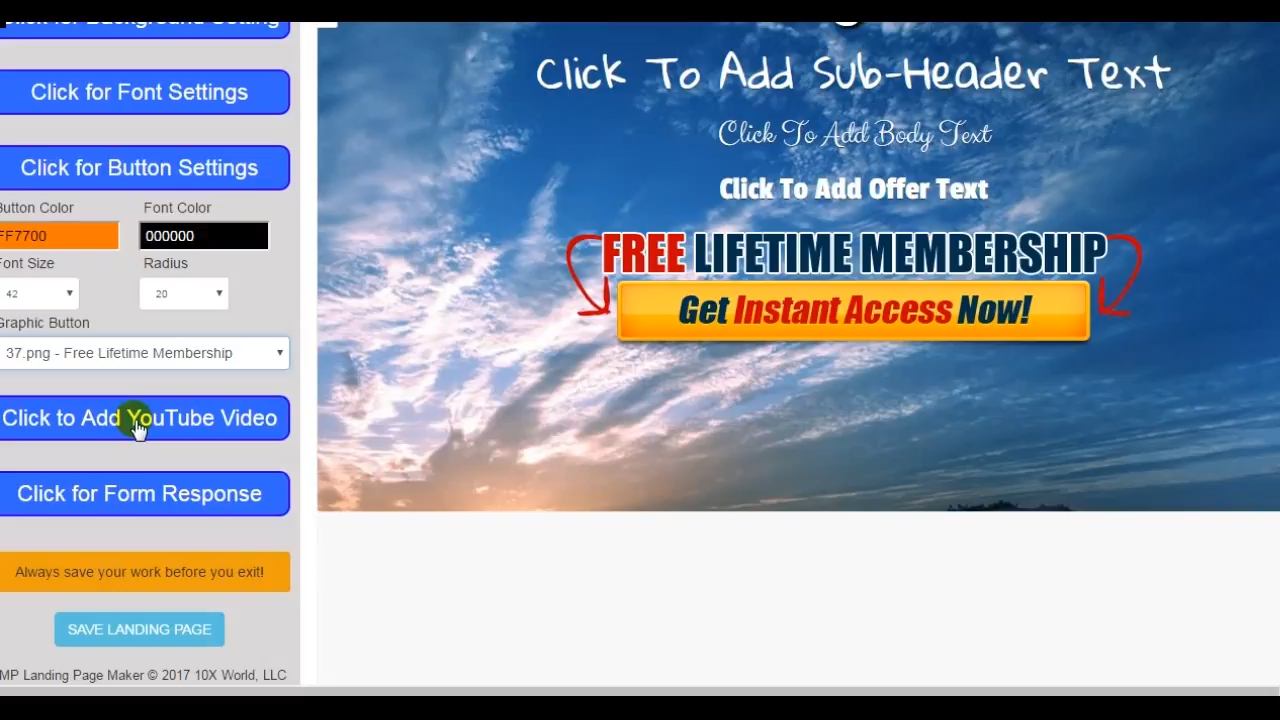 Click for Background Setting
Click for Font Settings
Click for Button Settings
Button Color
Font Color
FF7700
000000
Font Size
Radius
42
20
Graphic Button
37.png - Free Lifetime Membership
Click to Add YouTube Video
Click for Form Response
Always save your work before you exit!
SAVE LANDING PAGE
MP Landing Page Maker © 2017 10X World, LLC
Click To Add Sub-Header Text
Click To Add Body Text
Click To Add Offer Text
FREE LIFETIME MEMBERSHIP
Get Instant Access Now!